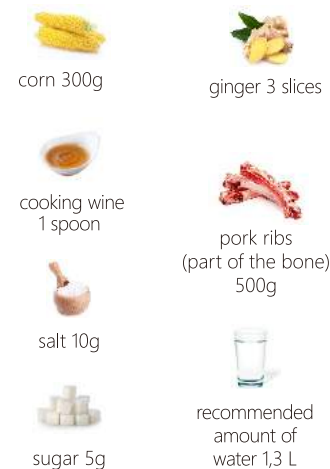 corn 300g
ginger 3 slices
cooking wine
1 spoon
pork ribs
(part of the bone)
500g
salt 10g
recommended
amount of
water 1,3 L
sugar 5g